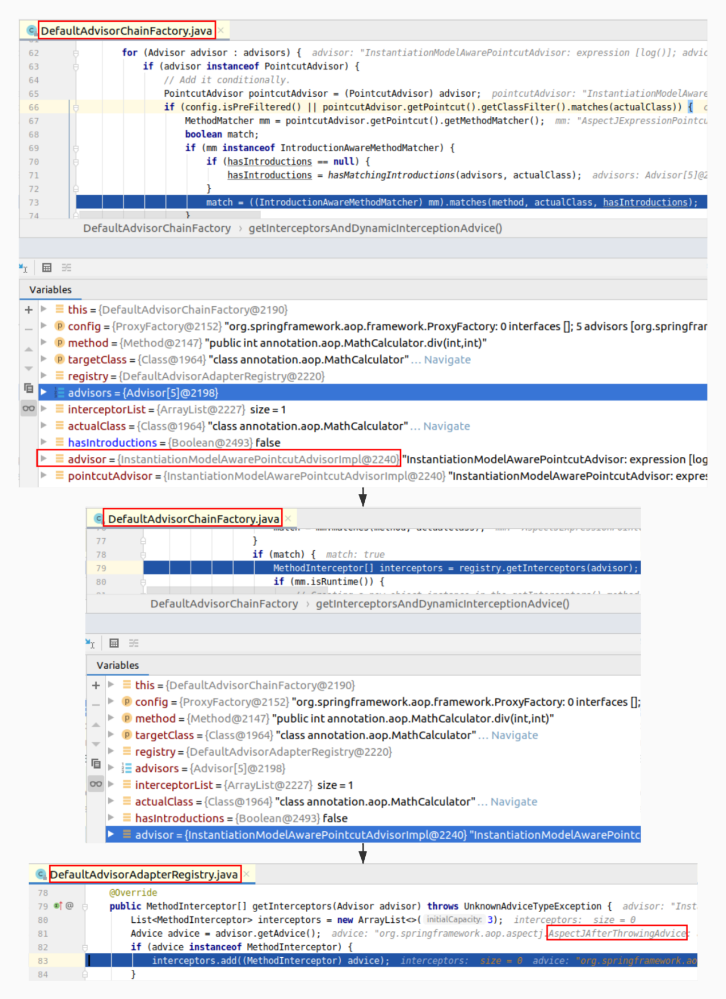 DefaultAdvisorChainFactory.java ×
62 for (Advisor advisor : advisors) { advisor: "InstantiationModelAwarePointcutAdvisor: expression [log()]; advic
63 if (advisor instanceof PointcutAdvisor) {
64 // Add it conditionally.
65 PointcutAdvisor pointcutAdvisor = (PointcutAdvisor) advisor; pointcutAdvisor: "InstantiationModelAware
66 if (config.isPreFiltered() || pointcutAdvisor.getPointcut().getClassFilter().matches(actualClass)) {
67 MethodMatcher mm = pointcutAdvisor.getPointcut().getMethodMatcher(); mm: "AspectJExpressionPointcu
68 boolean match;
69 if (mm instanceof IntroductionAwareMethodMatcher) {
70 if (hasIntroductions == null) {
71 hasIntroductions = hasMatchingIntroductions(advisors, actualClass); advisors: Advisor[5]@2
72 }
73 match = ((IntroductionAwareMethodMatcher) mm).matches(method, actualClass, hasIntroductions);
74 }
DefaultAdvisorChainFactory › getInterceptorsAndDynamicInterceptionAdvice()
Variables
this = {DefaultAdvisorChainFactory@2190}
config = {ProxyFactory@2152} "org.springframework.aop.framework.ProxyFactory: 0 interfaces []; 5 advisors [org.springfrar
method = {Method@2147} "public int annotation.aop.MathCalculator.div(int,int)"
targetClass = {Class@1964} "class annotation.aop.MathCalculator" ... Navigate
registry = {DefaultAdvisorAdapterRegistry@2220}
advisors = {Advisor[5]@2198}
interceptorList = {ArrayList@2227} size = 1
actualClass = {Class@1964} "class annotation.aop.MathCalculator" ... Navigate
hasIntroductions = {Boolean@2493} false
advisor = {InstantiationModelAwarePointcutAdvisorImpl@2240} "InstantiationModelAwarePointcutAdvisor: expression [log
pointcutAdvisor = {InstantiationModelAwarePointcutAdvisorImpl@2240} "InstantiationModelAwarePointcutAdvisor: expres
DefaultAdvisorChainFactory.java ×
77 }
78 if (match) { match: true
79 MethodInterceptor[] interceptors = registry.getInterceptors(advisor);
80 if (mm.isRuntime()) {
DefaultAdvisorChainFactory › getInterceptorsAndDynamicInterceptionAdvice()
Variables
this = {DefaultAdvisorChainFactory@2190}
config = {ProxyFactory@2152} "org.springframework.aop.framework.ProxyFactory: 0 interfaces [];
method = {Method@2147} "public int annotation.aop.MathCalculator.div(int,int)"
targetClass = {Class@1964} "class annotation.aop.MathCalculator" ... Navigate
registry = {DefaultAdvisorAdapterRegistry@2220}
advisors = {Advisor[5]@2198}
interceptorList = {ArrayList@2227} size = 1
actualClass = {Class@1964} "class annotation.aop.MathCalculator" ... Navigate
hasIntroductions = {Boolean@2493} false
advisor = {InstantiationModelAwarePointcutAdvisorImpl@2240} "InstantiationModelAwarePointc
DefaultAdvisorAdapterRegistry.java ×
78 @Override
79 @ public MethodInterceptor[] getInterceptors(Advisor advisor) throws UnknownAdviceTypeException { advisor: "Inst
80 List<MethodInterceptor> interceptors = new ArrayList<>( initialCapacity: 3); interceptors: size = 0
81 Advice advice = advisor.getAdvice(); advice: "org.springframework.aop.aspectj.AspectJAfterThrowingAdvice:
82 if (advice instanceof MethodInterceptor) {
83 interceptors.add((MethodInterceptor) advice); interceptors: size = 0 advice: "org.springframework.ao
84 }